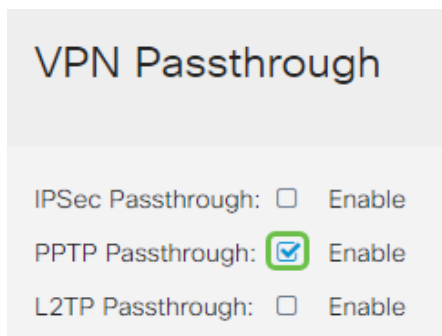 VPN Passthrough
IPSec Passthrough: Enable
PPTP Passthrough: Enable
L2TP Passthrough: Enable